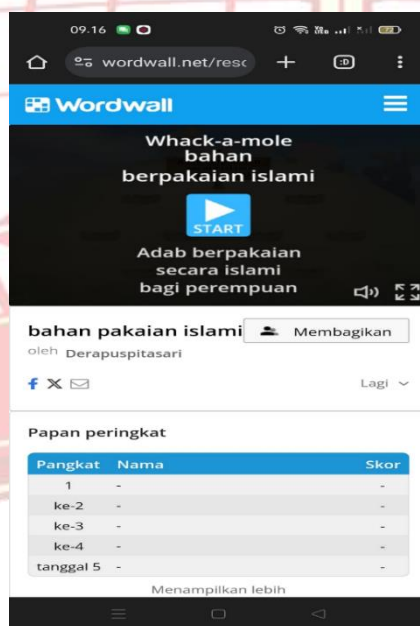 09.16
wordwall.net/resc
:D
Wordwall
Whack-a-mole
bahan
berpakaian islami
START
Adab berpakaian
secara islami
bagi perempuan
bahan pakaian islami Membagikan
oleh Derapuspitasari
Lagi
Papan peringkat
Pangkat Nama Skor
1 - -
ke-2 - -
ke-3 - -
ke-4 - -
tanggal 5 - -
Menampilkan lebih